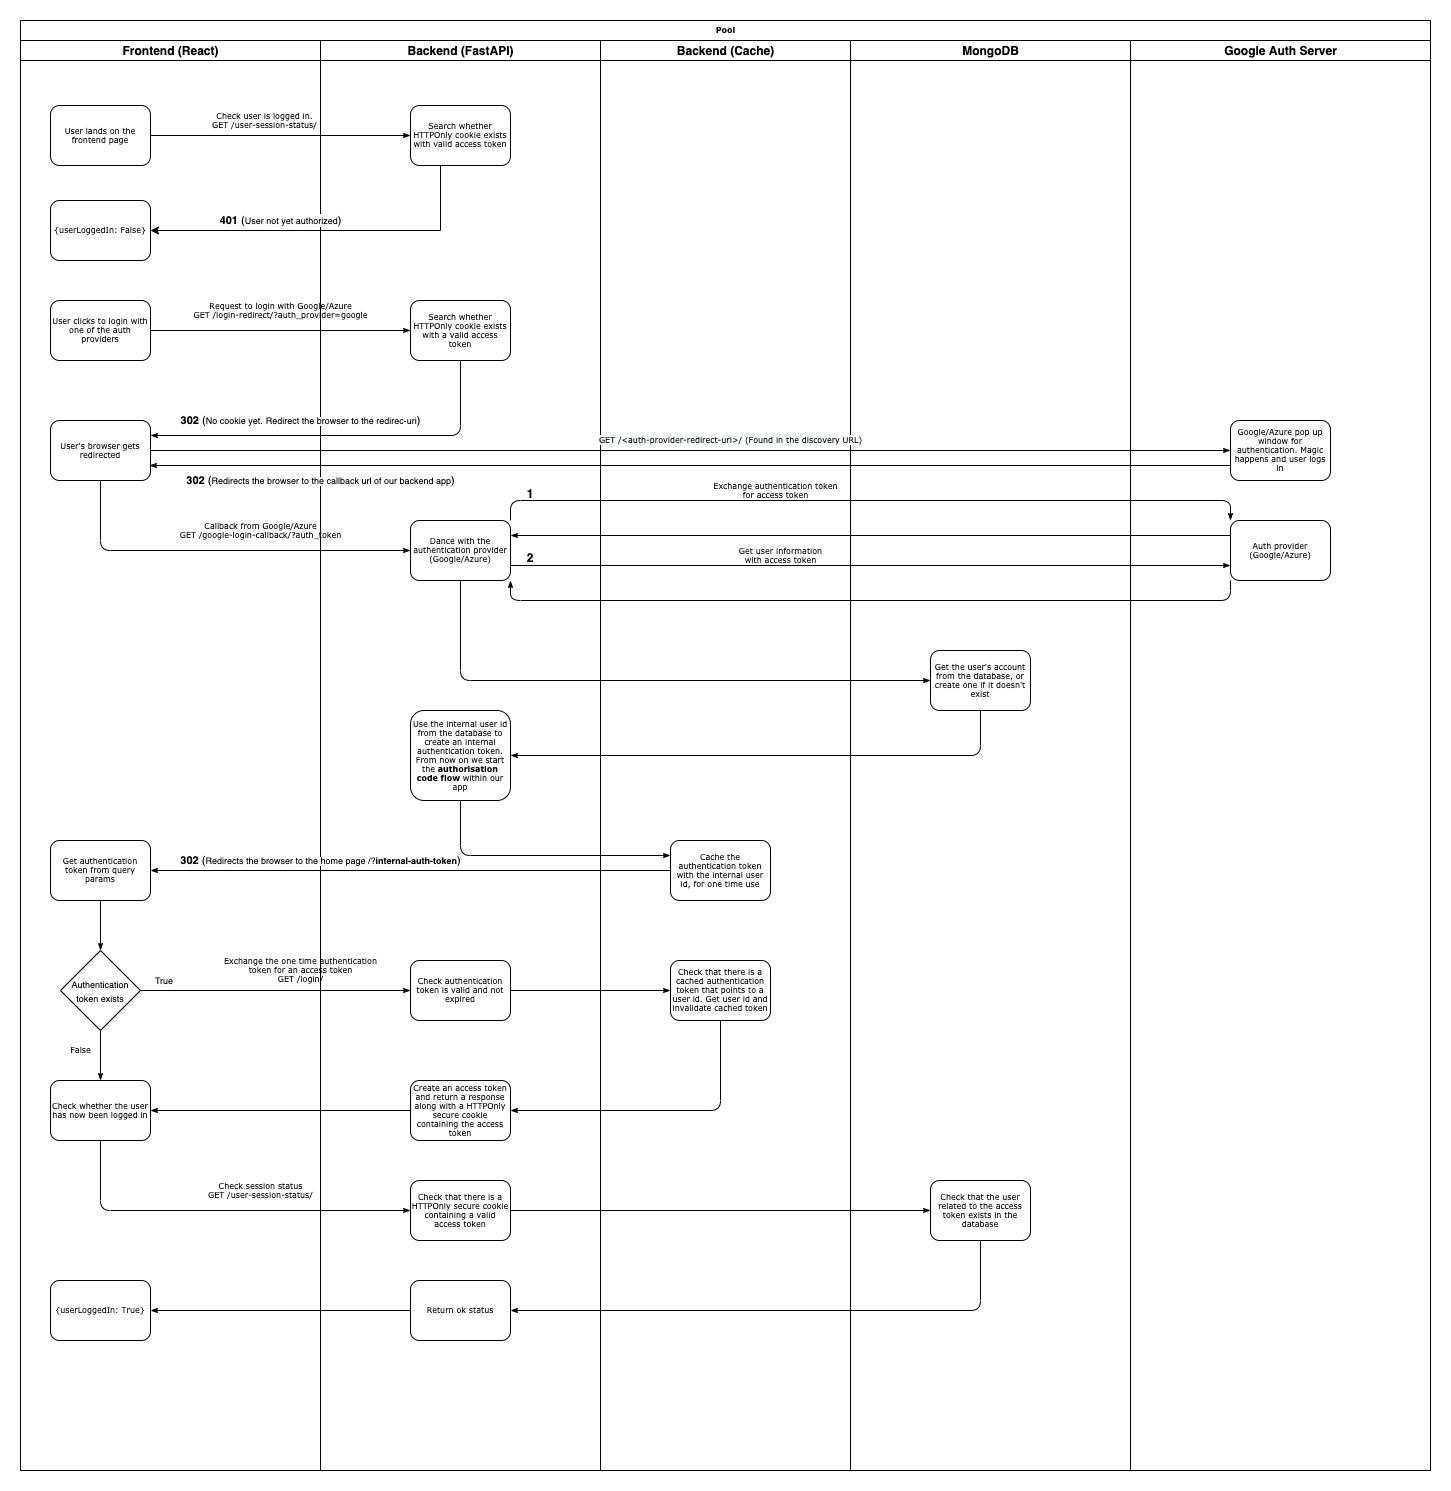 Pool
Frontend (React)
Backend (FastAPI)
Backend (Cache)
MongoDB
Google Auth Server
User lands on the
frontend page
Check user is logged in.
GET /user-session-status/
Search whether
HTTPOnly cookie exists
with valid access token
{userLoggedIn: False}
401 (User not yet authorized)
User clicks to login with
one of the auth
providers
Request to login with Google/Azure
GET /login-redirect/?auth_provider=google
Search whether
HTTPOnly cookie exists
with a valid access
token
302 (No cookie yet. Redirect the browser to the redirec-uri)
User's browser gets
redirected
GET /<auth-provider-redirect-uri>/ (Found in the discovery URL)
Google/Azure pop up
window for
authentication. Magic
happens and user logs
in
302 (Redirects the browser to the callback url of our backend app)
1
Exchange authentication token
for access token
Callback from Google/Azure
GET /google-login-callback/?auth_token
Dance with the
authentication provider
(Google/Azure)
2
Get user information
with access token
Auth provider
(Google/Azure)
Get the user's account
from the database, or
create one if it doesn't
exist
Use the internal user id
from the database to
create an internal
authentication token.
From now on we start
the authorisation
code flow within our
app
Get authentication
token from query
params
302 (Redirects the browser to the home page /?internal-auth-token)
Cache the
authentication token
with the internal user
id, for one time use
Authentication
token exists
True
Exchange the one time authentication
token for an access token
GET /login/
Check authentication
token is valid and not
expired
Check that there is a
cached authentication
token that points to a
user id. Get user id and
invalidate cached token
False
Check whether the user
has now been logged in
Create an access token
and return a response
along with a HTTPOnly
secure cookie
containing the access
token
Check session status
GET /user-session-status/
Check that there is a
HTTPOnly secure cookie
containing a valid
access token
Check that the user
related to the access
token exists in the
database
{userLoggedIn: True}
Return ok status